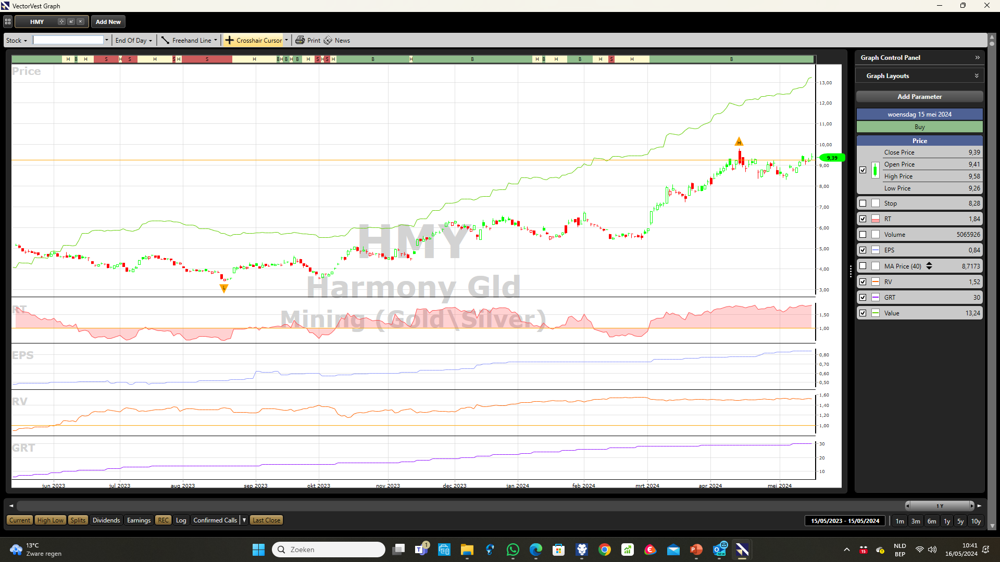 VectorVest Graph
HMY Add New
Stock End Of Day Freehand Line Crosshair Cursor Print News
H B H S H S H S H S H B H B H B H S H S H B H B H B H B H S H B
Price
13,00
12,00
11,00
10,00
9,39
9,00
8,00
7,00
6,00
5,00
4,00
3,00
H
L
HMY
Harmony Gld
Mining (Gold\Silver)
RT
1,50
1,00
EPS
0,80
0,70
0,60
0,50
RV
1,60
1,40
1,20
1,00
GRT
30
20
10
jun 2023 jul 2023 aug 2023 sep 2023 okt 2023 nov 2023 dec 2023 jan 2024 feb 2024 mrt 2024 apr 2024 mei 2024
Graph Control Panel
Graph Layouts
Add Parameter
woensdag 15 mei 2024
Buy
Price
Close Price 9,39
Open Price 9,41
High Price 9,58
Low Price 9,26
Stop 8,28
RT 1,84
Volume 5065926
EPS 0,84
MA Price (40) 8,7173
RV 1,52
GRT 30
Value 13,24
1 Y
Current High Low Splits Dividends Earnings REC Log Confirmed Calls Last Close
15/05/2023 - 15/05/2024 1m 3m 6m 1y 5y 10y
13°C
Zware regen
Zoeken
1
NEW
15
NLD
BEP
10:41
16/05/2024